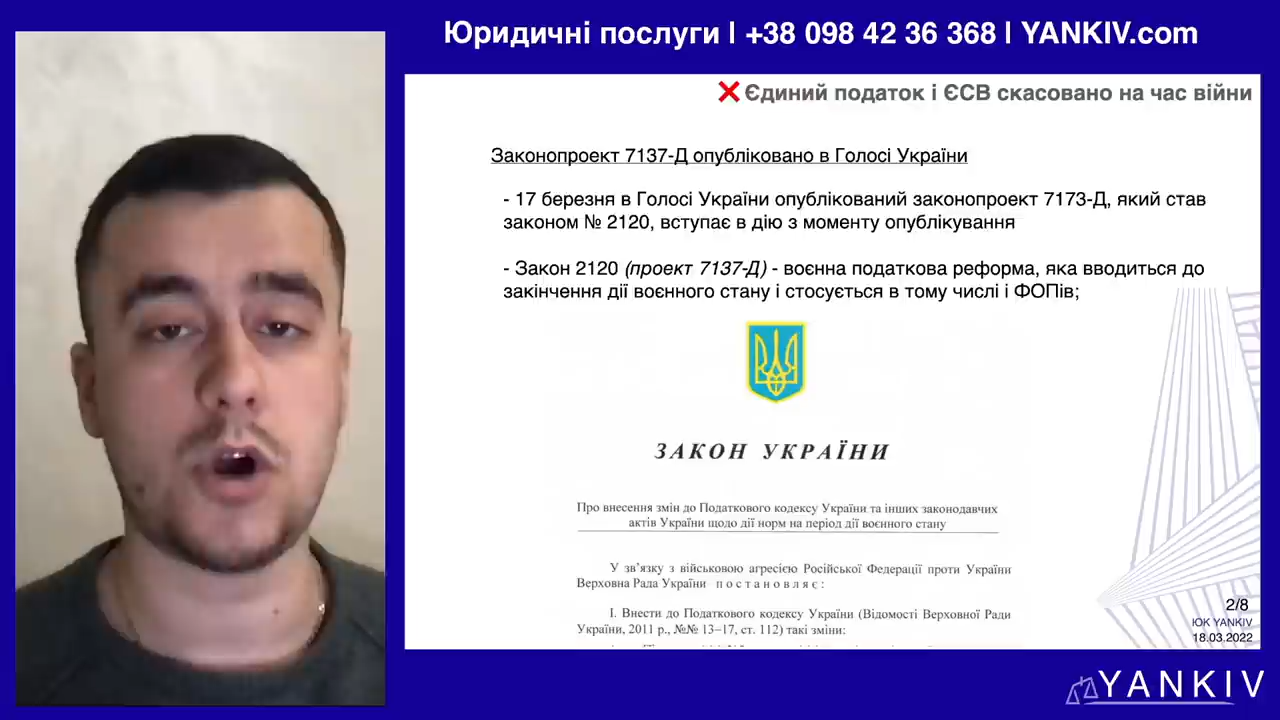 Юридичні послуги | +38 098 42 36 368 | YANKIV.com
❌Єдиний податок і ЄСВ скасовано на час війни
Законопроект 7137-Д опубліковано в Голосі України
- 17 березня в Голосі України опублікований законопроект 7173-Д, який став
законом № 2120, вступає в дію з моменту опублікування
- Закон 2120 (проект 7137-Д) - воєнна податкова реформа, яка вводиться до
закінчення дії воєнного стану і стосується в тому числі і ФОПів;
ЗАКОН УКРАЇНИ
Про внесення змін до Податкового кодексу України та інших законодавчих
актів України щодо дії норм на період дії воєнного стану
У зв’язку з військовою агресією Російської Федерації проти України
Верховна Рада України постановляє:
I. Внести до Податкового кодексу України (Відомості Верховної Ради
України, 2011 р., №№ 13–17, ст. 112) такі зміни:
2/8
ЮК YANKIV
18.03.2022
YANKIV